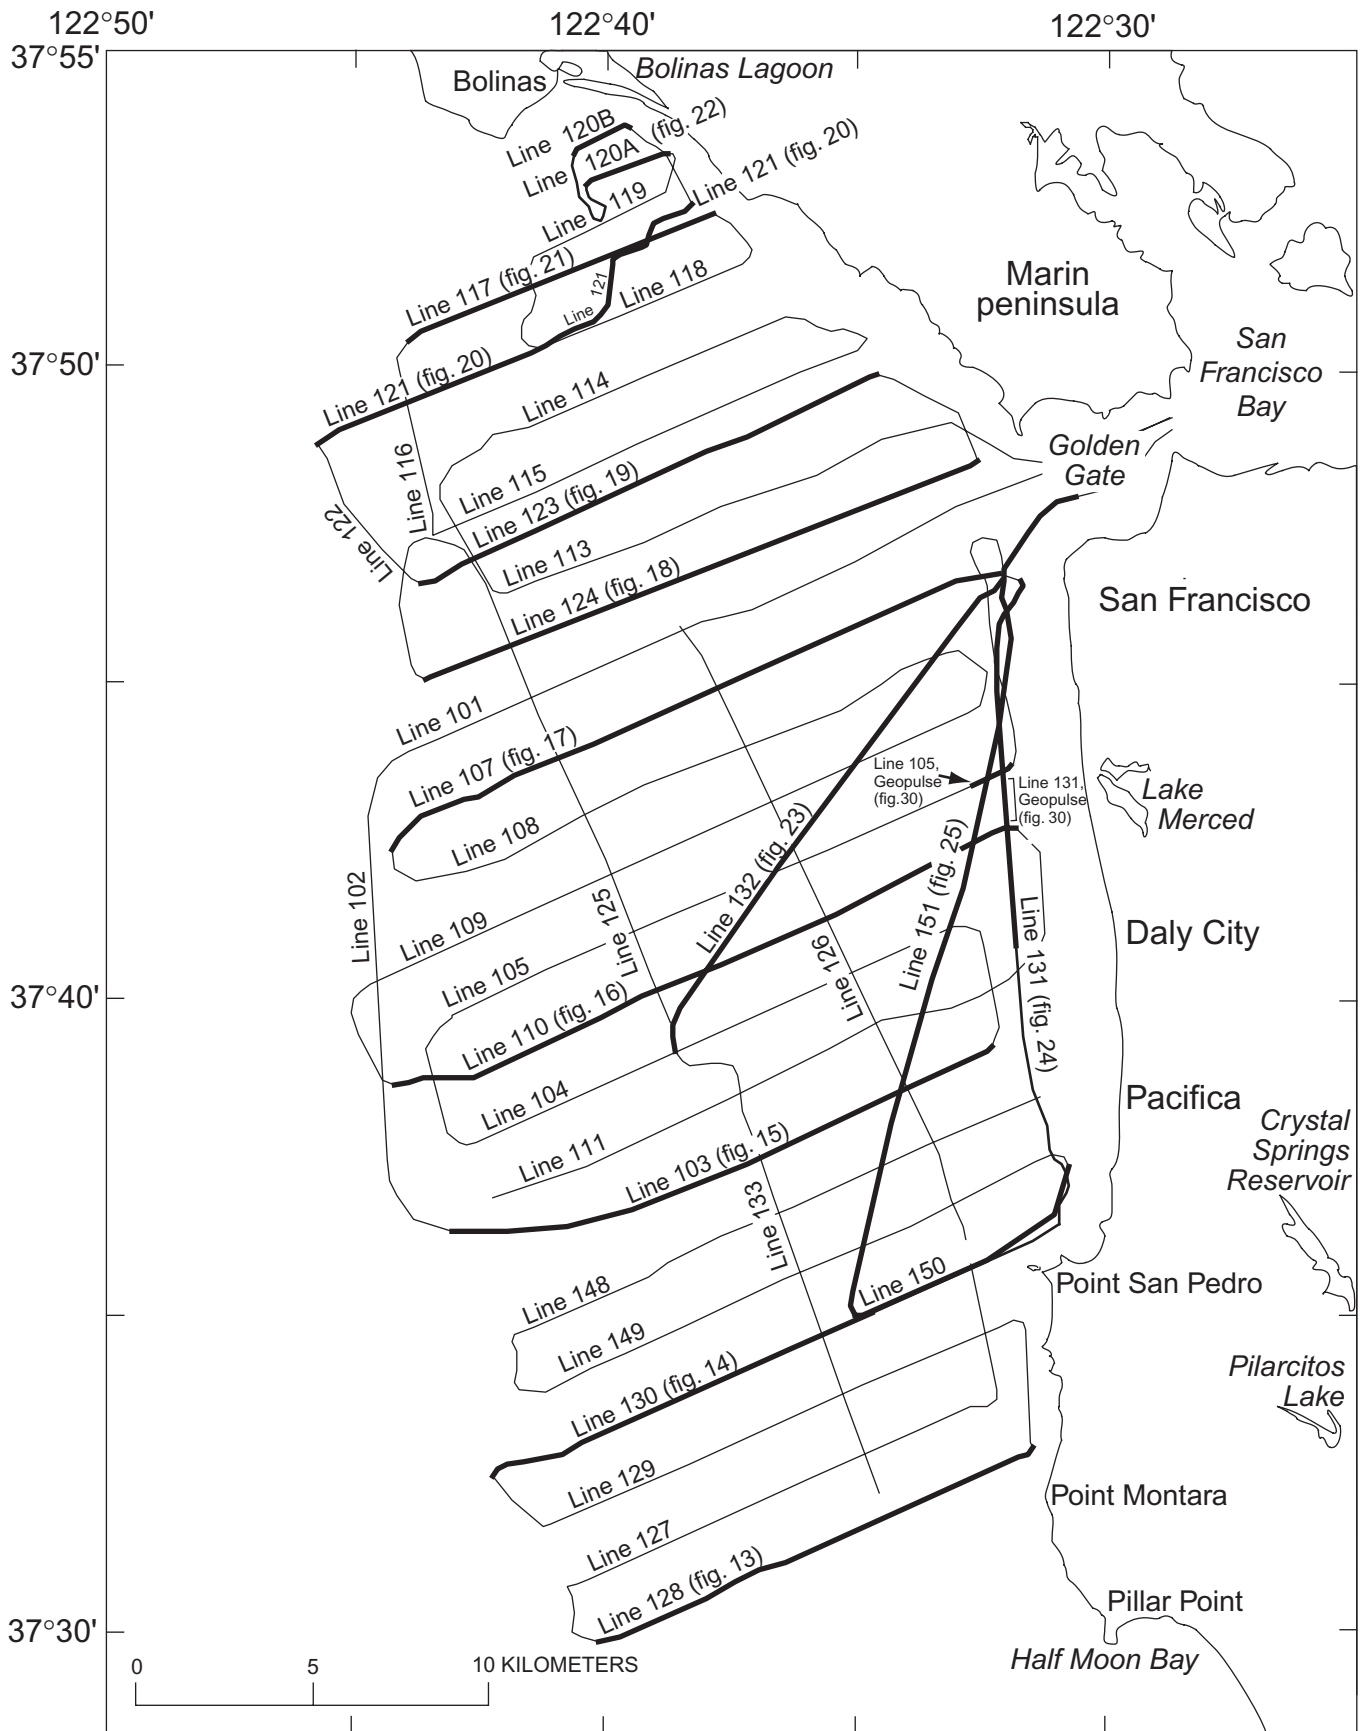 122°50'
122°40'
122°30'
37°55'
Bolinas
Bolinas Lagoon
Line 120B
(fig. 22)
Line 120A
Line 121 (fig. 20)
Line 119
Line 117 (fig. 21)
Line 121
Line 118
Marin
peninsula
San
Francisco
Bay
37°50'
Line 121 (fig. 20)
Line 114
Golden
Gate
Line 116
Line 115
Line 123 (fig. 19)
Line 122
Line 113
Line 124 (fig. 18)
San Francisco
Line 101
Line 107 (fig. 17)
Line 105,
Geopulse
(fig.30)
Line 131,
Geopulse
(fig. 30)
Lake
Merced
Line 108
Line 132 (fig. 23)
Line 151 (fig. 25)
Line 102
Line 109
Line 125
Line 126
Line 131 (fig. 24)
Daly City
Line 105
37°40'
Line 110 (fig. 16)
Line 104
Pacifica
Line 111
Crystal
Springs
Reservoir
Line 103 (fig. 15)
Line 133
Line 148
Line 150
Point San Pedro
Line 149
Line 130 (fig. 14)
Pilarcitos
Lake
Line 129
Point Montara
Line 127
Line 128 (fig. 13)
Pillar Point
37°30'
Half Moon Bay
0
5
10 KILOMETERS